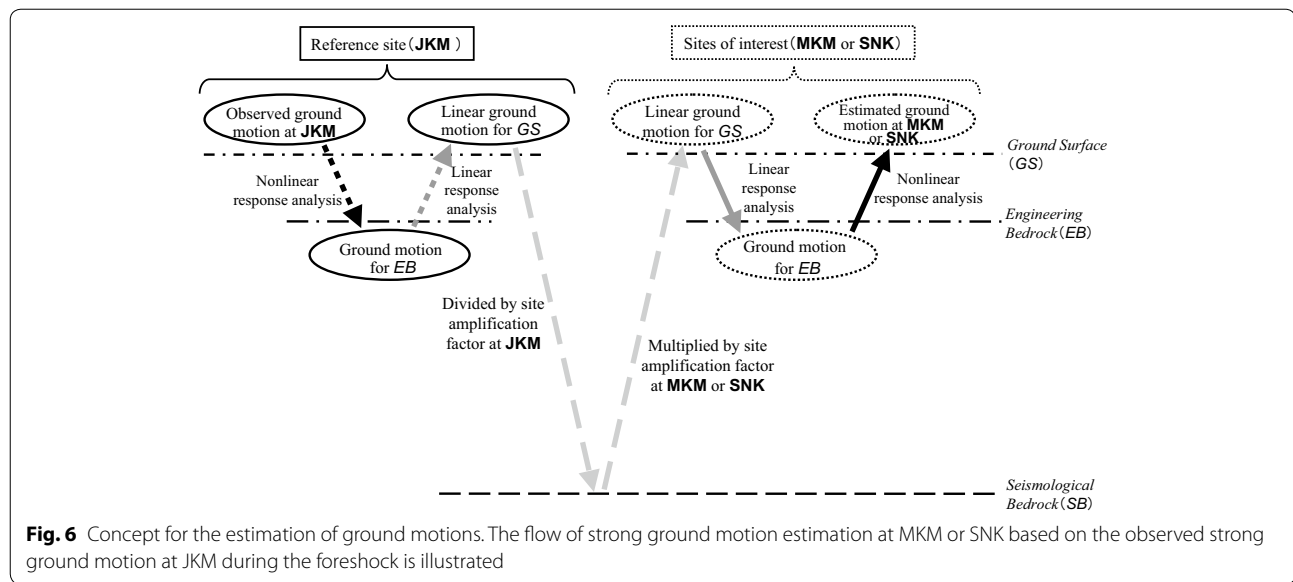 Reference site(JKM )
Sites of interest(MKM or SNK)
Observed ground
motion at JKM
Linear ground
motion for GS
Linear ground
motion for GS
Estimated ground
motion at MKM
or SNK
Ground Surface
(GS)
Nonlinear
response analysis
Linear
response
analysis
Linear
response
analysis
Nonlinear
response analysis
Engineering
Bedrock(EB)
Ground motion
for EB
Ground motion
for EB
Divided by site
amplification
factor at JKM
Multiplied by site
amplification factor
at MKM or SNK
Seismological
Bedrock(SB)
Fig. 6 Concept for the estimation of ground motions. The flow of strong ground motion estimation at MKM or SNK based on the observed strong
ground motion at JKM during the foreshock is illustrated